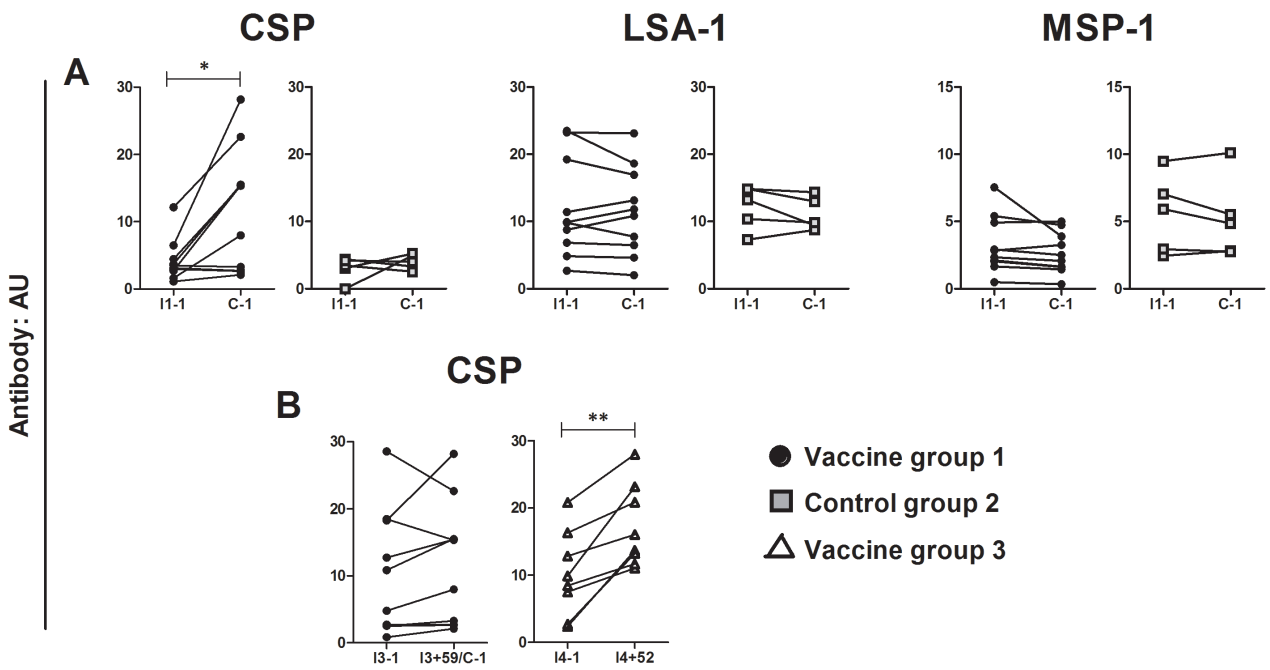 CSP LSA-1 MSP-1
A
*
30 30 30 30 15 15
20 20 20 20 10 10
10 10 10 10 5 5
0 0 0 0 0 0
I1-1 C-1 I1-1 C-1 I1-1 C-1 I1-1 C-1 I1-1 C-1 I1-1 C-1
Antibody: AU
CSP
B
**
30 30
20 20
10 10
0 0
I3-1 I3+59/C-1 I4-1 I4+52
Vaccine group 1
Control group 2
Vaccine group 3